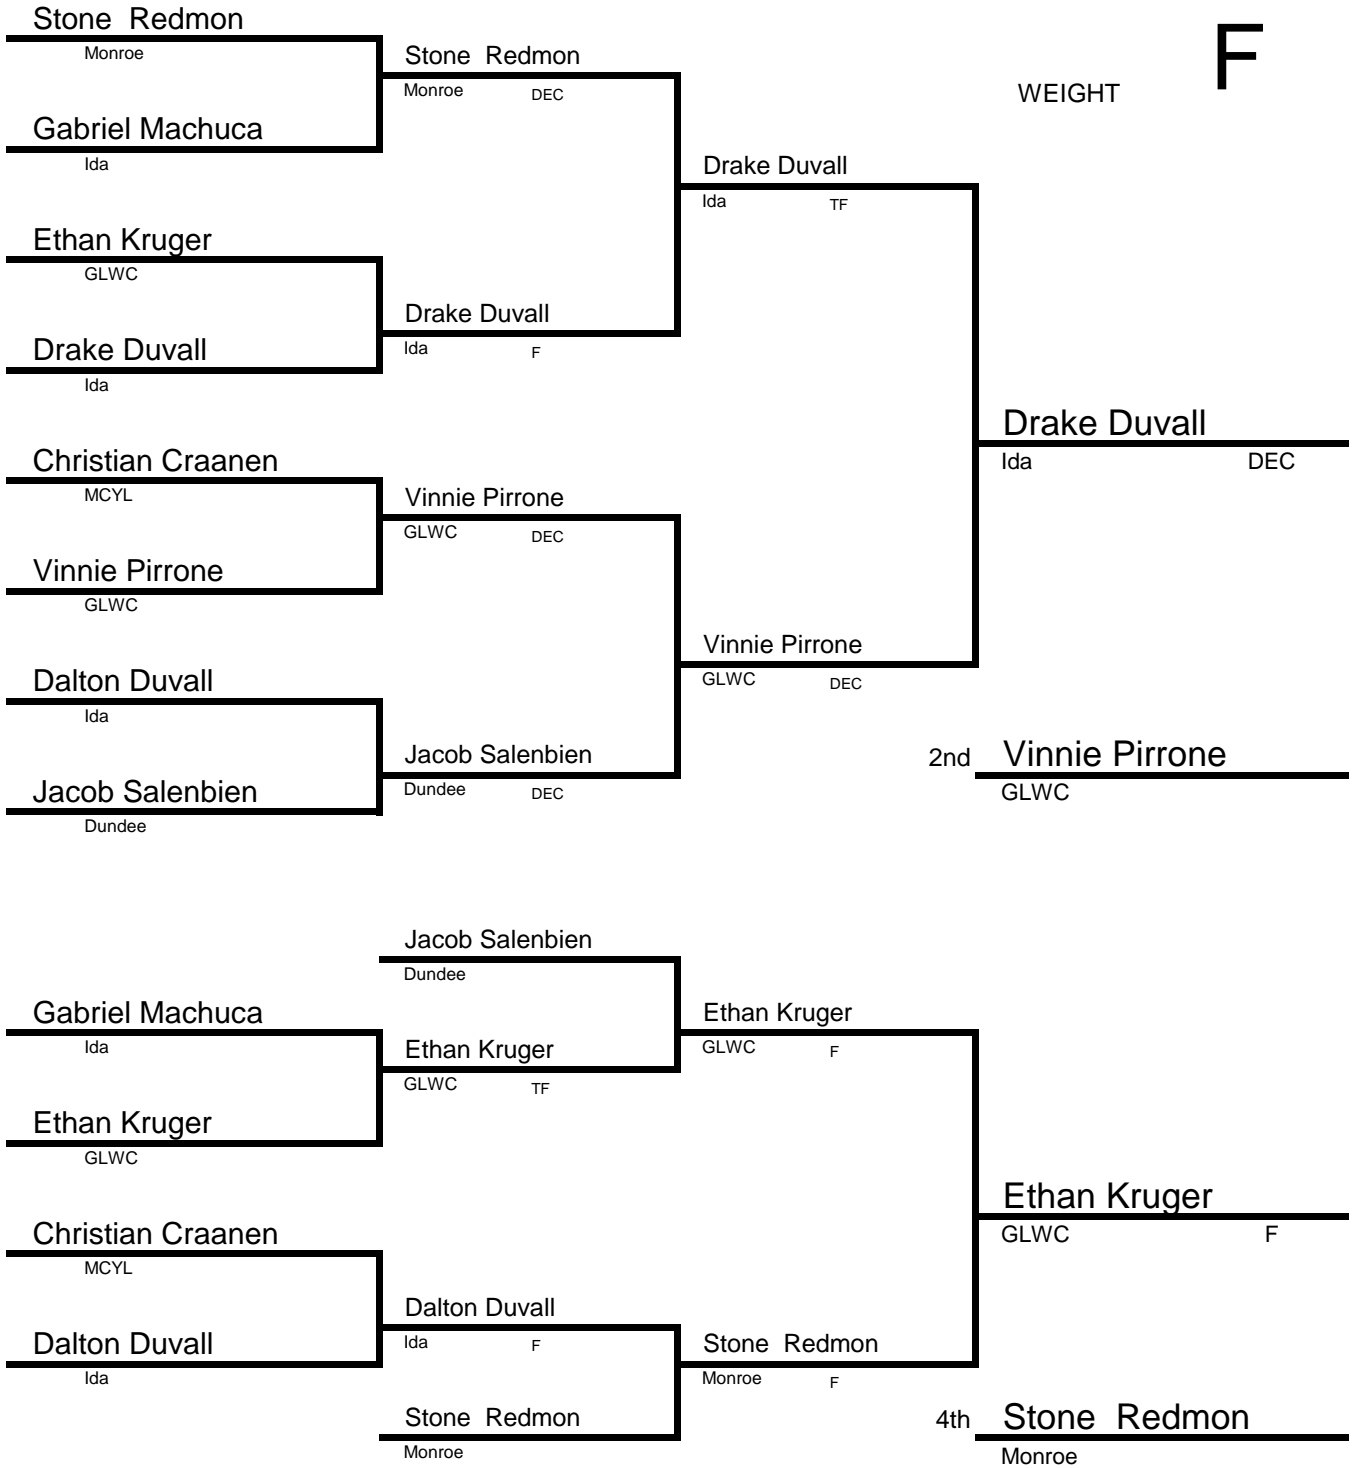 Stone  Redmon
Monroe
Stone  Redmon
Monroe DEC
WEIGHT F
Gabriel Machuca
Ida
Drake Duvall
Ida TF
Ethan Kruger
GLWC
Drake Duvall
Ida F
Drake Duvall
Ida
Drake Duvall
Ida DEC
Christian Craanen
MCYL
Vinnie Pirrone
GLWC DEC
Vinnie Pirrone
GLWC
Vinnie Pirrone
GLWC DEC
Dalton Duvall
Ida
Jacob Salenbien
Dundee DEC
2nd Vinnie Pirrone
GLWC
Jacob Salenbien
Dundee
Jacob Salenbien
Dundee
Gabriel Machuca
Ida
Ethan Kruger
GLWC F
Ethan Kruger
GLWC TF
Ethan Kruger
GLWC
Ethan Kruger
GLWC F
Christian Craanen
MCYL
Dalton Duvall
Ida F
Dalton Duvall
Ida
Stone  Redmon
Monroe F
Stone  Redmon
Monroe
4th Stone  Redmon
Monroe